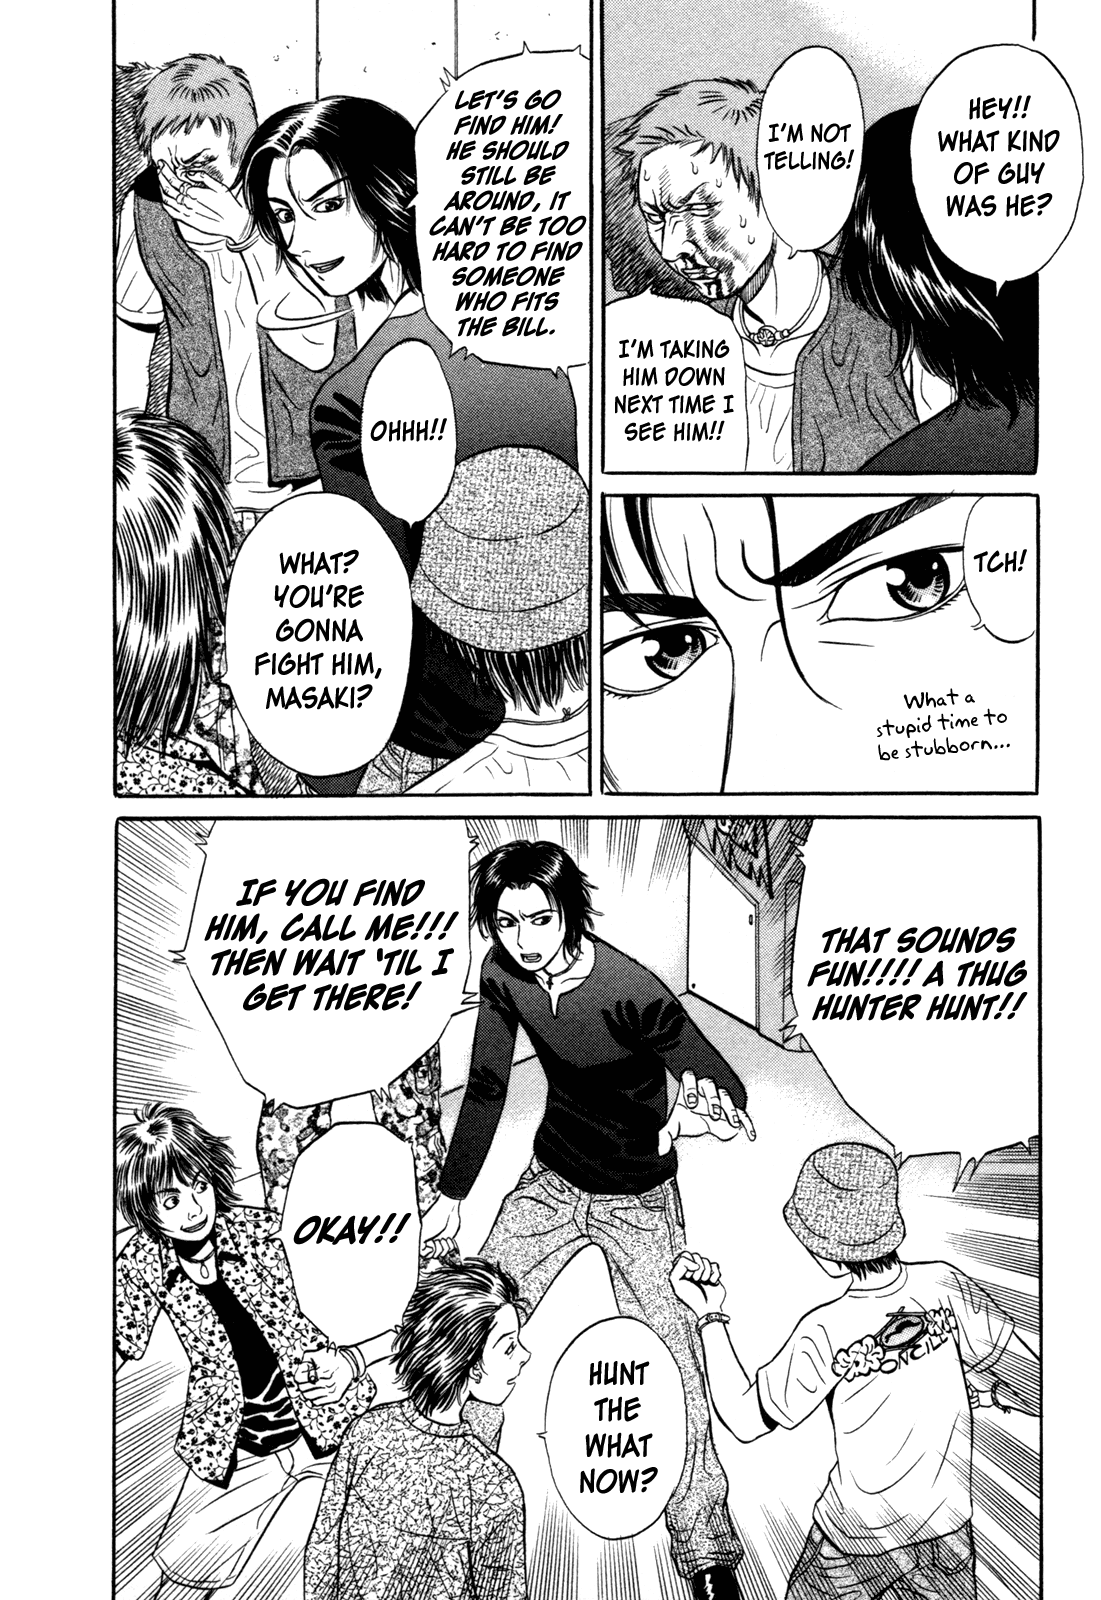 HEY!!
WHAT KIND
OF GUY
WAS HE?
I'M NOT
TELLING!
I'M TAKING
HIM DOWN
NEXT TIME I
SEE HIM!!
TCH!
What a
stupid time to
be stubborn...
LET'S GO
FIND HIM!
HE SHOULD
STILL BE
AROUND, IT
CAN'T BE TOO
HARD TO FIND
SOMEONE
WHO FITS
THE BILL.
OHHH!!
WHAT?
YOU'RE
GONNA
FIGHT HIM,
MASAKI?
THAT SOUNDS
FUN!!!! A THUG
HUNTER HUNT!!
IF YOU FIND
HIM, CALL ME!!!
THEN WAIT 'TIL I
GET THERE!
OKAY!!
HUNT
THE
WHAT
NOW?
ONCILL